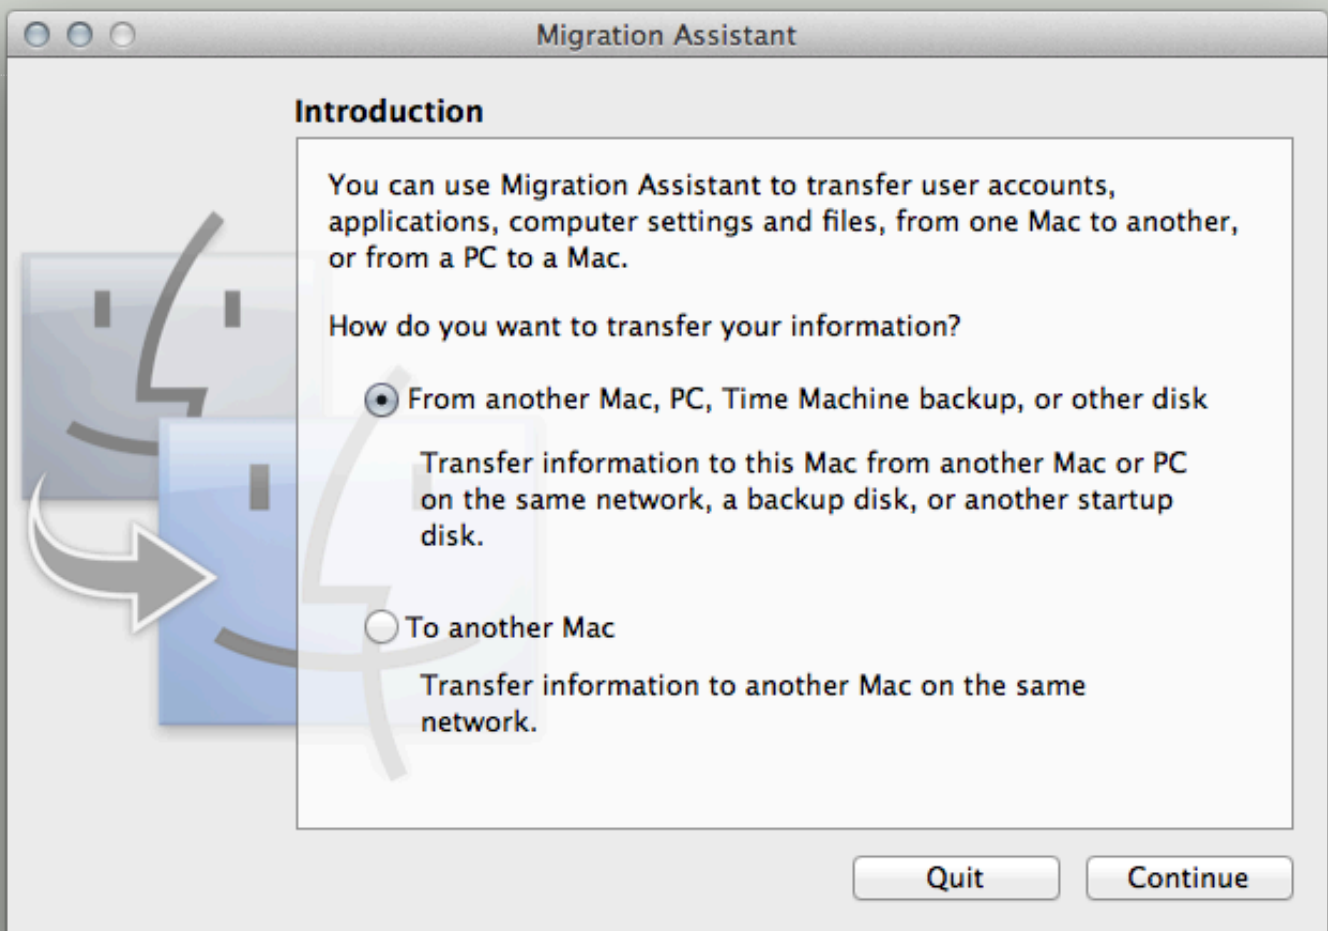 Migration Assistant
Introduction
You can use Migration Assistant to transfer user accounts,
applications, computer settings and files, from one Mac to another,
or from a PC to a Mac.
How do you want to transfer your information?
From another Mac, PC, Time Machine backup, or other disk
Transfer information to this Mac from another Mac or PC
on the same network, a backup disk, or another startup
disk.
To another Mac
Transfer information to another Mac on the same
network.
Quit Continue